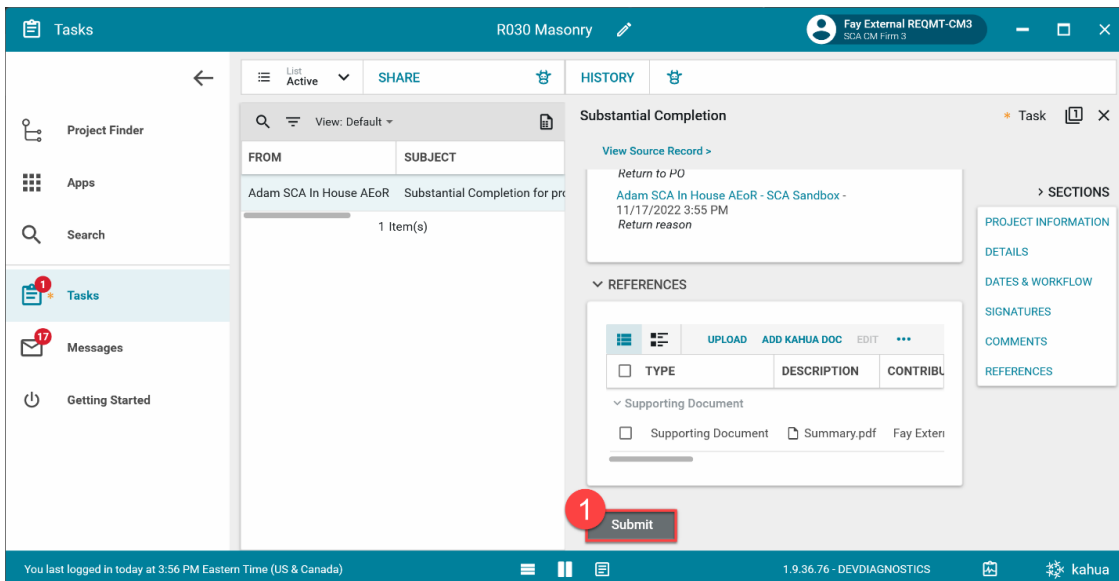 Tasks
R030 Masonry
Fay External REQMT-CM3
SCA CM Firm 3
List
Active
SHARE
HISTORY
Project Finder
Apps
Search
1
Tasks
17
Messages
Getting Started
View: Default
FROM
SUBJECT
Adam SCA In House AEoR
Substantial Completion for pro
1 Item(s)
Substantial Completion
* Task
1
View Source Record >
Return to PO
Adam SCA In House AEoR - SCA Sandbox -
11/17/2022 3:55 PM
Return reason
> SECTIONS
PROJECT INFORMATION
DETAILS
DATES & WORKFLOW
SIGNATURES
COMMENTS
REFERENCES
REFERENCES
UPLOAD
ADD KAHUA DOC
EDIT
•••
TYPE
DESCRIPTION
CONTRIBU
Supporting Document
Supporting Document
Summary.pdf
Fay Extern
1
Submit
You last logged in today at 3:56 PM Eastern Time (US & Canada)
1.9.36.76 - DEVDIAGNOSTICS
kahua